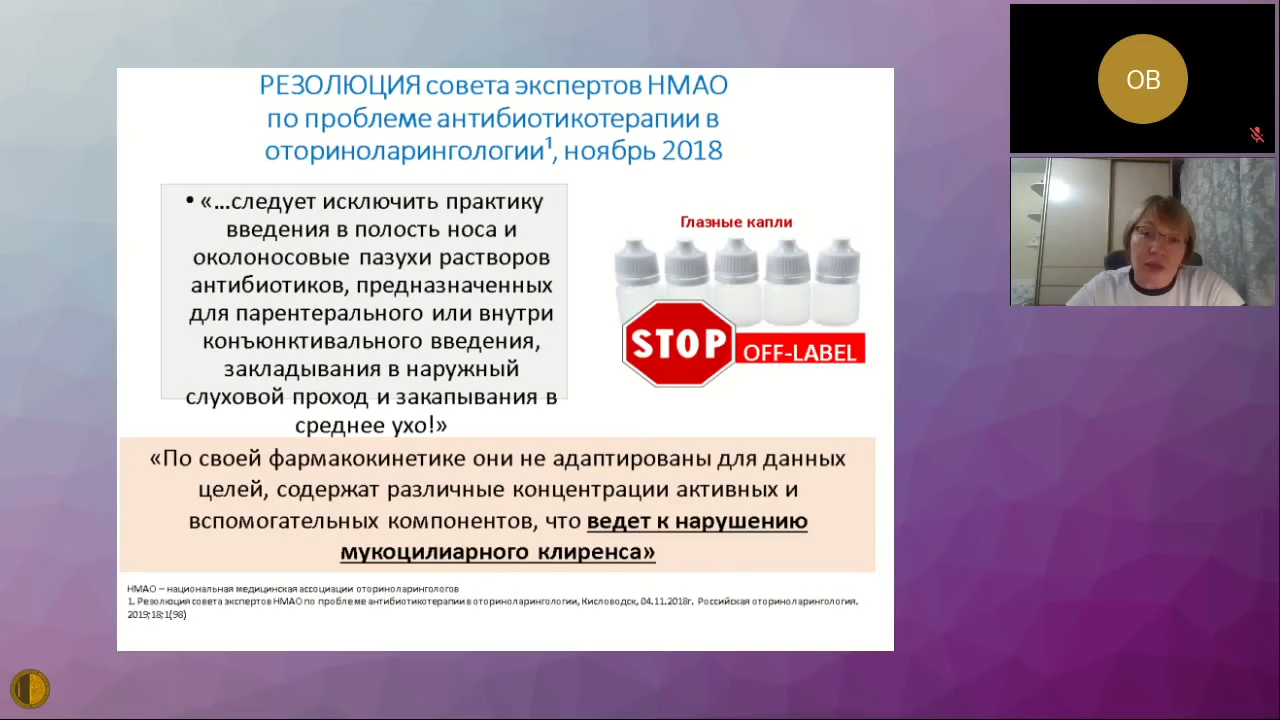 РЕЗОЛЮЦИЯ совета экспертов НМАО
по проблеме антибиотикотерапии в
оториноларингологии¹, ноябрь 2018
• «…следует исключить практику
введения в полость носа и
околоносовые пазухи растворов
антибиотиков, предназначенных
для парентерального или внутри
конъюнктивального введения,
закладывания в наружный
слуховой проход и закапывания в
среднее ухо!»
Глазные капли
STOP
OFF-LABEL
«По своей фармакокинетике они не адаптированы для данных
целей, содержат различные концентрации активных и
вспомогательных компонентов, что ведет к нарушению
мукоцилиарного клиренса»
НМАО – национальная медицинская ассоциации оториноларингологов
1. Резолюция совета экспертов НМАО по проблеме антибиотикотерапии в оториноларингологии, Кисловодск, 04.11.2018г. Российская оториноларингология.
2019;18;1(98)
ОВ